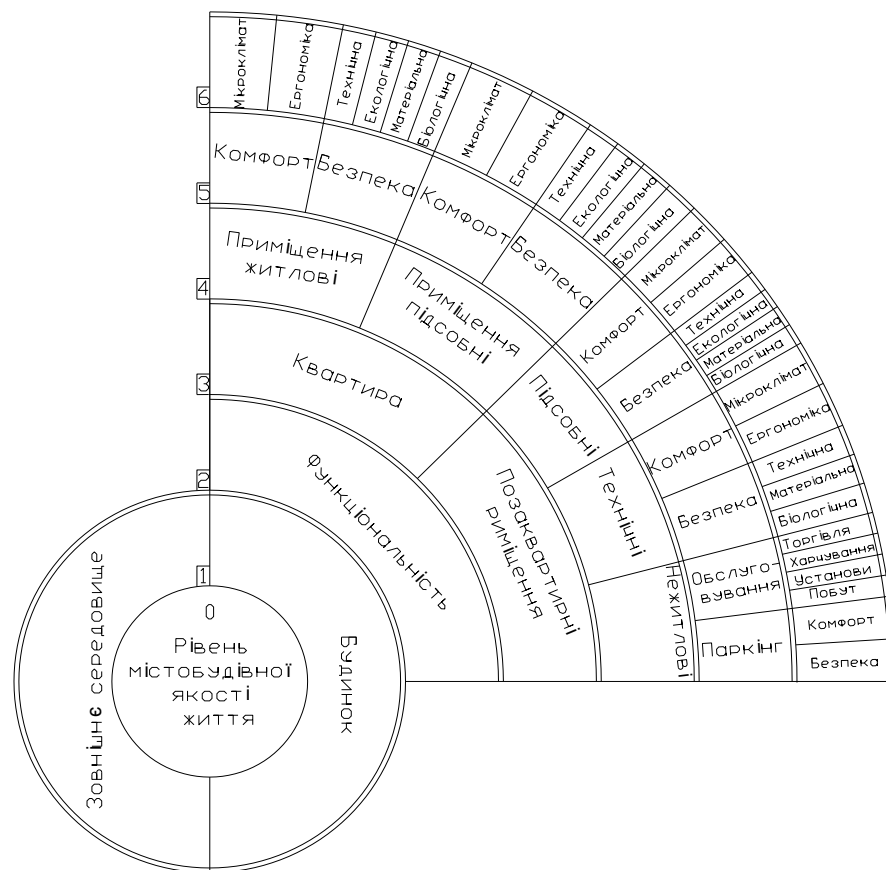 6
5
4
3
2
1
0
Рівень
містобудівної
якості
життя
Зовнішнє середовище
Будинок
Функціональність
Квартира
Позаквартирні
риміщення
Приміщення
житлові
Приміщення
підсобні
Підсобні
Технічні
Нежитлові
Комфорт
Безпека
Комфорт
Безпека
Комфорт
Безпека
Комфорт
Безпека
Обслуго-
вування
Паркінг
Мікроклімат
Ергономіка
Технічна
Екологічна
Матеріальна
Біологічна
Мікроклімат
Ергономіка
Технічна
Екологічна
Матеріальна
Біологічна
Мікроклімат
Ергономіка
Технічна
Екологічна
Матеріальна
Біологічна
Мікроклімат
Ергономіка
Технічна
Матеріальна
Біологічна
Торгівля
Харчування
Установи
Побут
Комфорт
Безпека